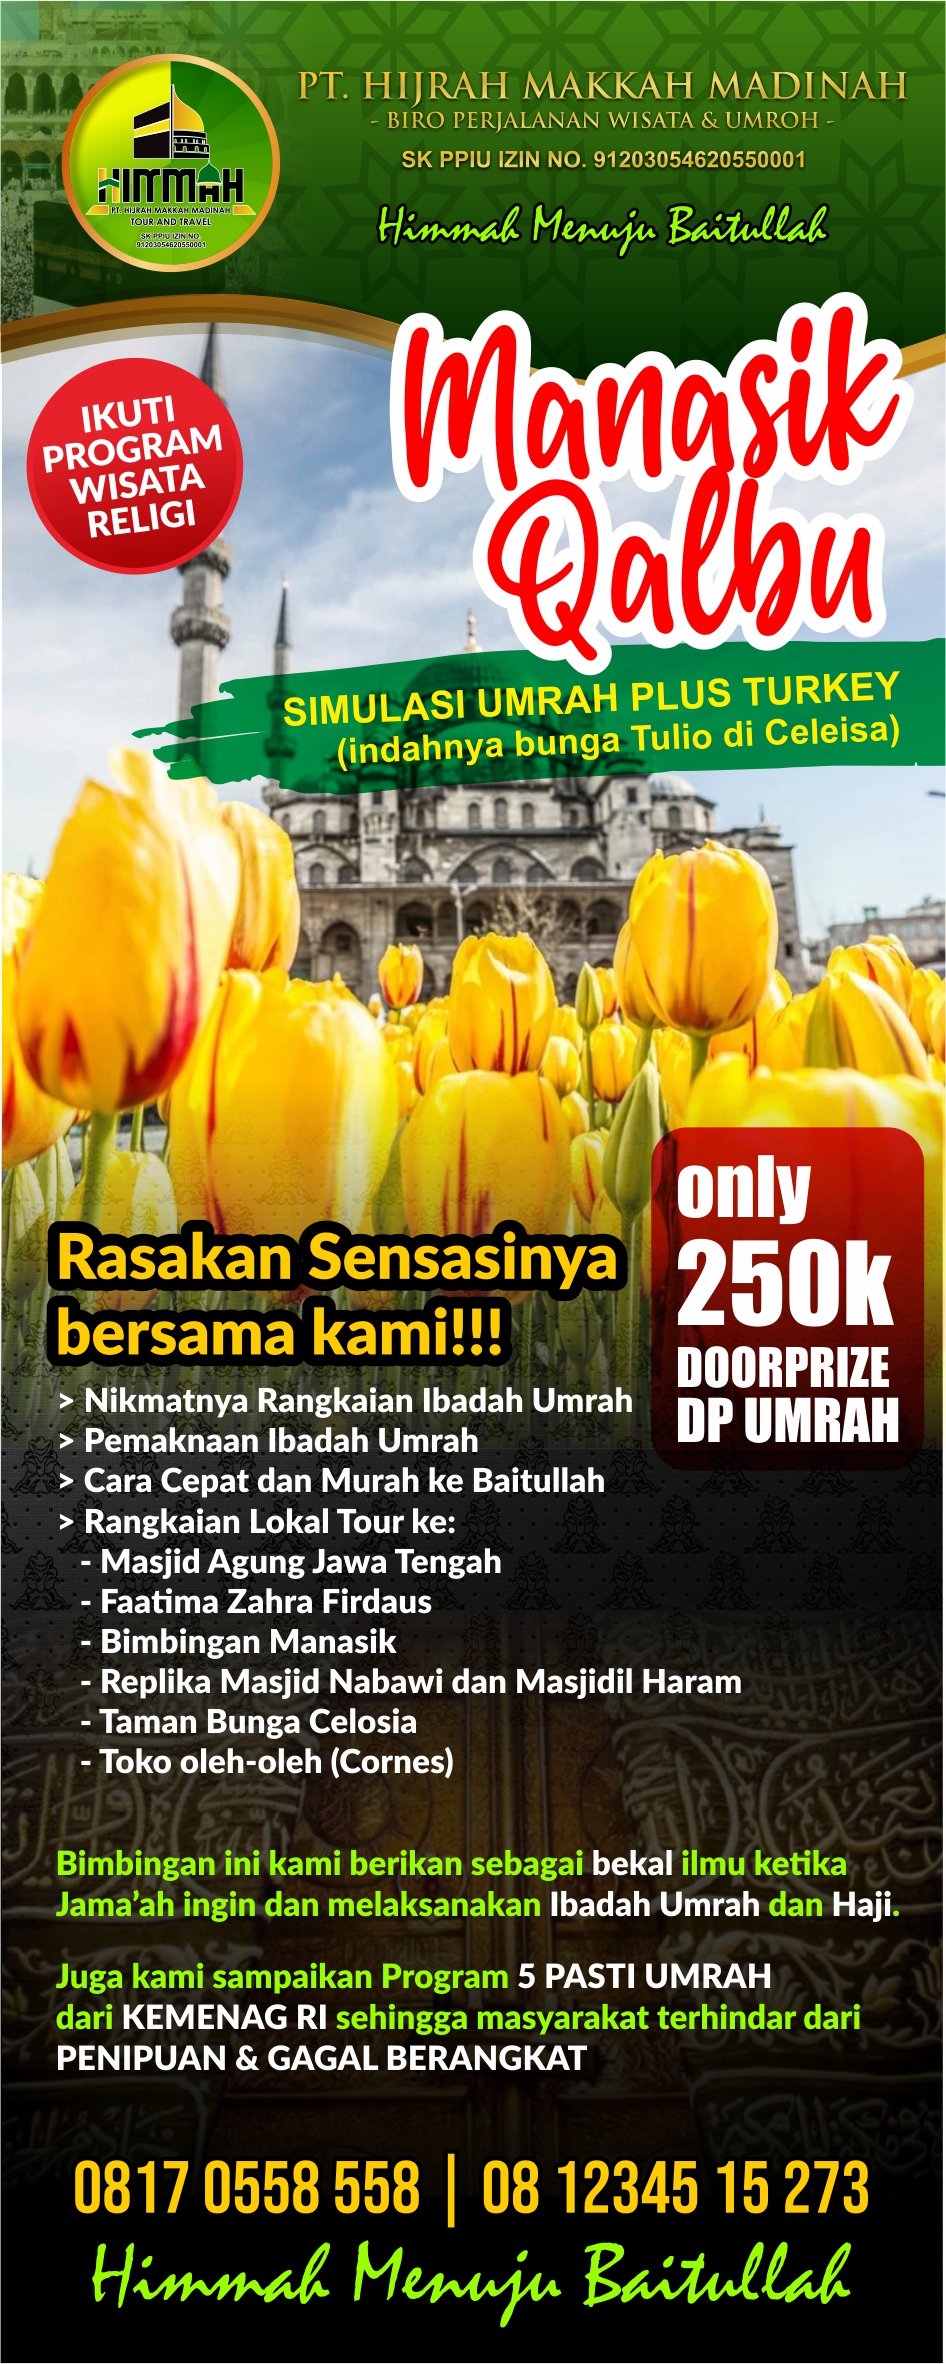 HIMMAH
PT. HIJRAH MAKKAH MADINAH
TOUR AND TRAVEL
SK PPIU IZIN NO.
91203054620550001
PT. HIJRAH MAKKAH MADINAH
- BIRO PERJALANAN WISATA & UMROH -
SK PPIU IZIN NO. 91203054620550001
Himmah Menuju Baitullah
IKUTI
PROGRAM
WISATA
RELIGI
Manasik
Qalbu
SIMULASI UMRAH PLUS TURKEY
(indahnya bunga Tulio di Celeisa)
only
250k
DOORPRIZE
DP UMRAH
Rasakan Sensasinya
bersama kami!!!
> Nikmatnya Rangkaian Ibadah Umrah
> Pemaknaan Ibadah Umrah
> Cara Cepat dan Murah ke Baitullah
> Rangkaian Lokal Tour ke:
- Masjid Agung Jawa Tengah
- Faatima Zahra Firdaus
- Bimbingan Manasik
- Replika Masjid Nabawi dan Masjidil Haram
- Taman Bunga Celosia
- Toko oleh-oleh (Cornes)
Bimbingan ini kami berikan sebagai bekal ilmu ketika
Jama’ah ingin dan melaksanakan Ibadah Umrah dan Haji.
Juga kami sampaikan Program 5 PASTI UMRAH
dari KEMENAG RI sehingga masyarakat terhindar dari
PENIPUAN & GAGAL BERANGKAT
0817 0558 558 | 08 12345 15 273
Himmah Menuju Baitullah